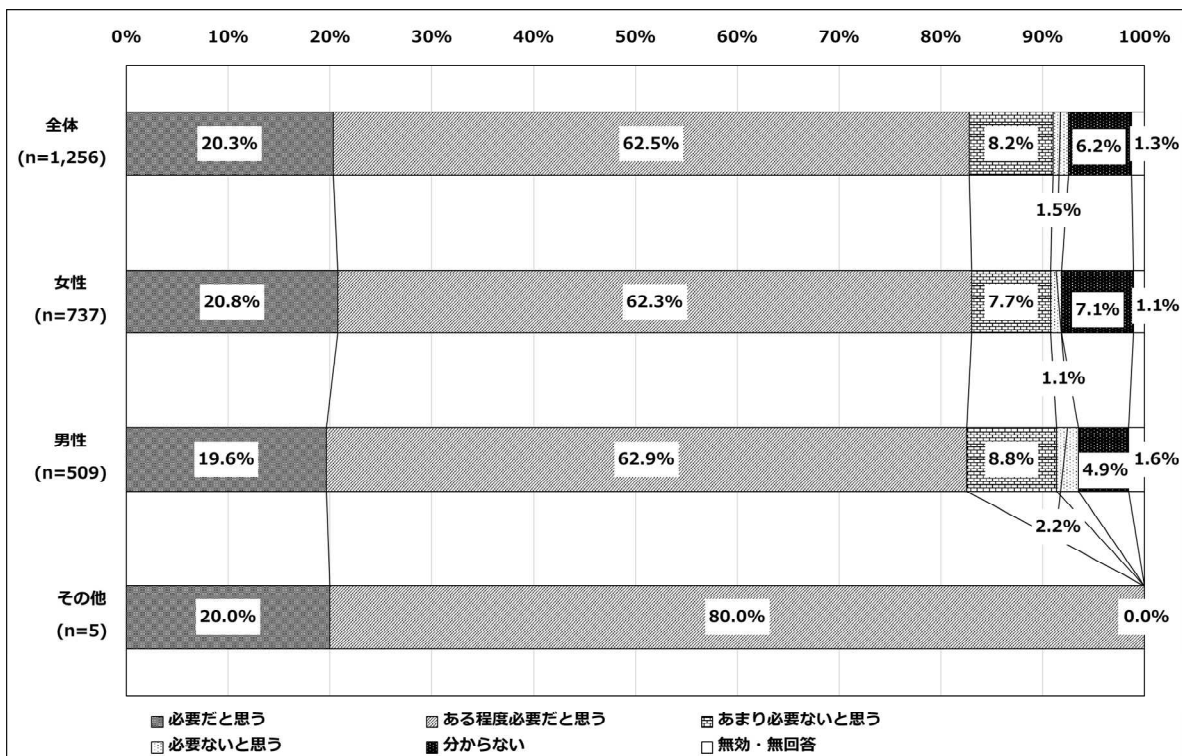 0% 10% 20% 30% 40% 50% 60% 70% 80% 90% 100%
全体
(n=1,256)
20.3% 62.5% 8.2% 6.2% 1.3%
1.5%
女性
(n=737)
20.8% 62.3% 7.7% 7.1% 1.1%
1.1%
男性
(n=509)
19.6% 62.9% 8.8% 4.9% 1.6%
2.2%
その他
(n=5)
20.0% 80.0% 0.0%
必要だと思う ある程度必要だと思う あまり必要ないと思う
必要ないと思う 分からない 無効・無回答